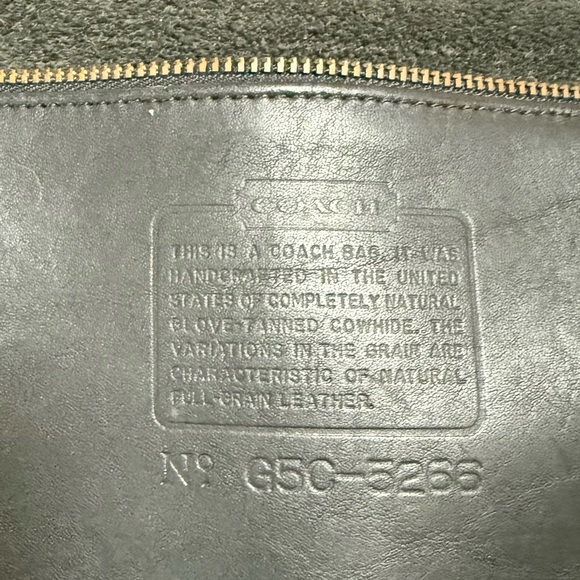 COACH
THIS IS A COACH BAG. IT WAS
HANDCRAFTED IN THE UNITED
STATES OF COMPLETELY NATURAL
GLOVE-TANNED COWHIDE. THE
VARIATIONS IN THE GRAIN ARE
CHARACTERISTIC OF NATURAL
FULL-GRAIN LEATHER.
Nº G5C-5266